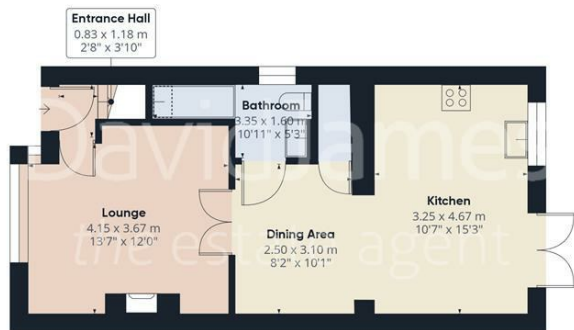 Entrance Hall
0.83 x 1.18 m
2'8" x 3'10"
Bathroom
3.35 x 1.60 m
10'11" x 5'3"
Lounge
4.15 x 3.67 m
13'7" x 12'0"
Dining Area
2.50 x 3.10 m
8'2" x 10'1"
Kitchen
3.25 x 4.67 m
10'7" x 15'3"
David James
the estate agent